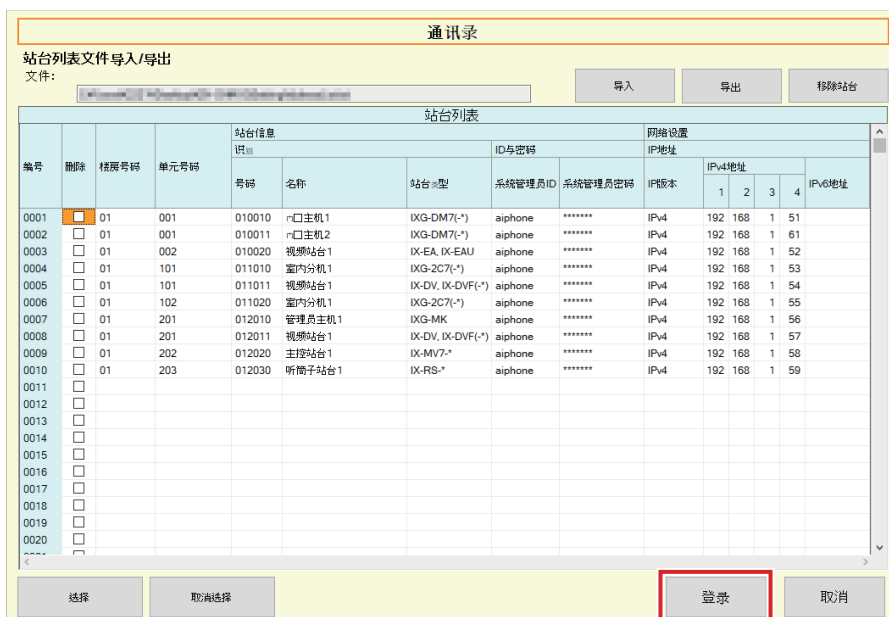 通讯录
站台列表文件导入/导出
文件:
导入 导出 移除站台
站台列表
站台信息 网络设置
识别 ID与密码 IP地址
编号 删除 楼房号码 单元号码 号码 名称 站台类型 系统管理员ID 系统管理员密码 IP版本 IPv4地址 IPv6地址
1 2 3 4
0001 01 001 010010 门口主机1 IXG-DM7(-*) aiphone ******* IPv4 192 168 1 51
0002 01 001 010011 门口主机2 IXG-DM7(-*) aiphone ******* IPv4 192 168 1 61
0003 01 002 010020 视频站台1 IX-EA, IX-EAU aiphone ******* IPv4 192 168 1 52
0004 01 101 011010 室内分机1 IXG-2C7(-*) aiphone ******* IPv4 192 168 1 53
0005 01 101 011011 视频站台1 IX-DV, IX-DVF(-*) aiphone ******* IPv4 192 168 1 54
0006 01 102 011020 室内分机1 IXG-2C7(-*) aiphone ******* IPv4 192 168 1 55
0007 01 201 012010 管理员主机1 IXG-MK aiphone ******* IPv4 192 168 1 56
0008 01 201 012011 视频站台1 IX-DV, IX-DVF(-*) aiphone ******* IPv4 192 168 1 57
0009 01 202 012020 主控站台1 IX-MV7-* aiphone ******* IPv4 192 168 1 58
0010 01 203 012030 听筒子站台1 IX-RS-* aiphone ******* IPv4 192 168 1 59
0011
0012
0013
0014
0015
0016
0017
0018
0019
0020
选择 取消选择 登录 取消